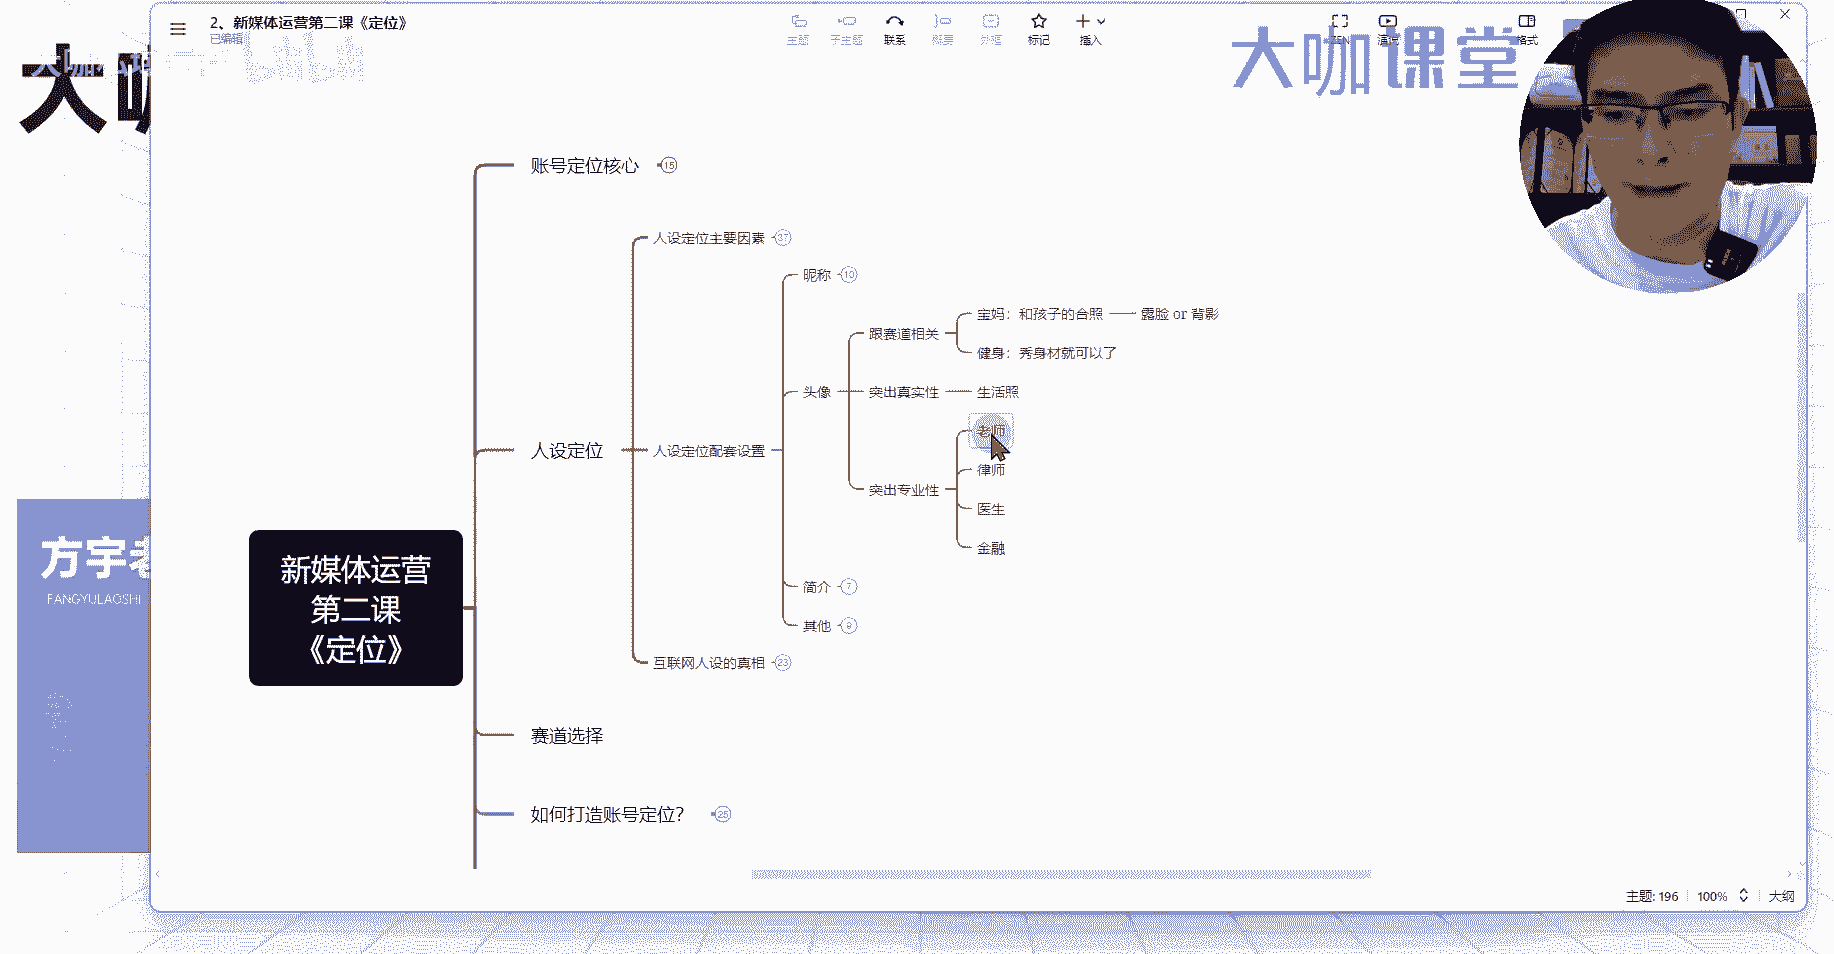 2、新媒体运营第二课《定位》
已编辑
主题
子主题
联系
概要
外框
标记
插入
ZEN
演说
格式
大咖课堂
大咖
bilibili
账号定位核心 15
人设定位主要因素 37
昵称 10
宝妈：和孩子的合照 露脸 or 背影
跟赛道相关
健身：秀身材就可以了
头像
突出真实性
生活照
老师
人设定位
人设定位配套设置
律师
突出专业性
医生
金融
方宇老
FANGYULAOSHI
新媒体运营
第二课
《定位》
简介 7
其他 9
互联网人设的真相 23
赛道选择
如何打造账号定位？ 25
主题: 196
100%
大纲